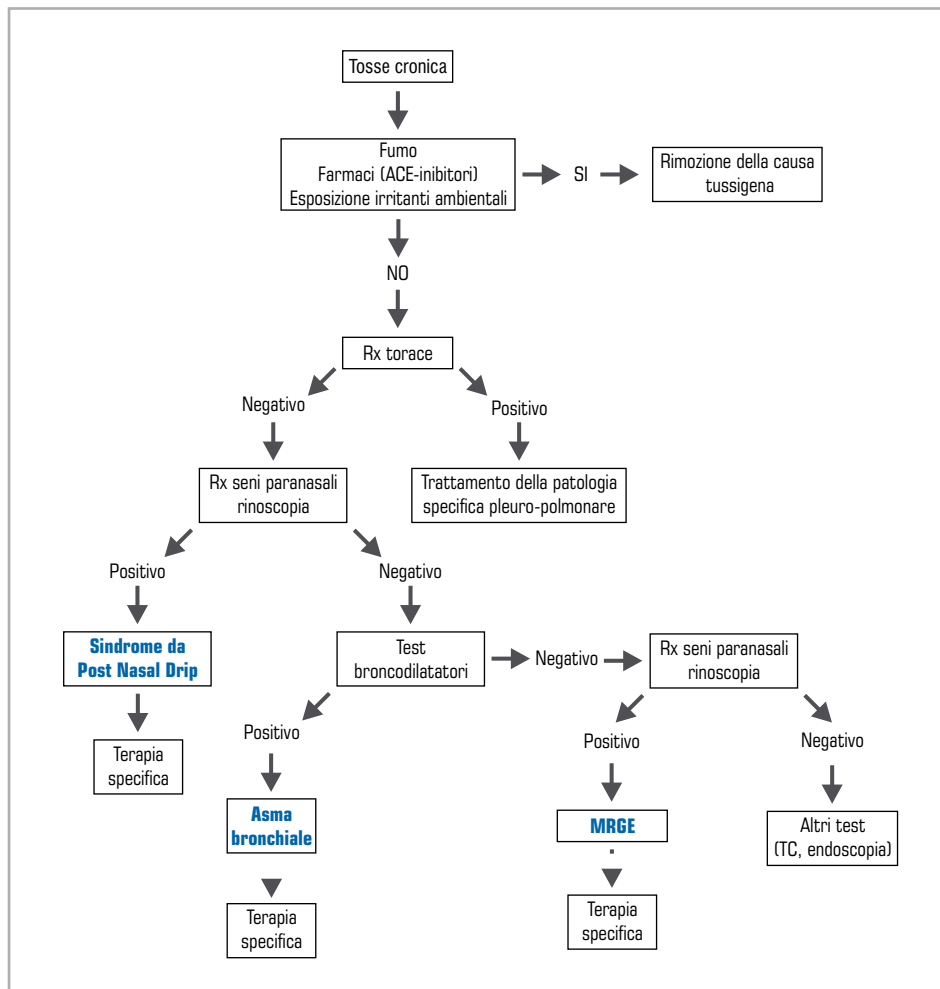 Tosse cronica
Fumo
Farmaci (ACE-inibitori)
Esposizione irritanti ambientali
SI
Rimozione della causa
tussigena
NO
Rx torace
Negativo
Positivo
Rx seni paranasali
rinoscopia
Trattamento della patologia
specifica pleuro-polmonare
Positivo
Negativo
Sindrome da
Post Nasal Drip
Test
broncodilatatori
Negativo
Rx seni paranasali
rinoscopia
Terapia
specifica
Positivo
Positivo
Negativo
Asma
bronchiale
MRGE
Altri test
(TC, endoscopia)
Terapia
specifica
Terapia
specifica